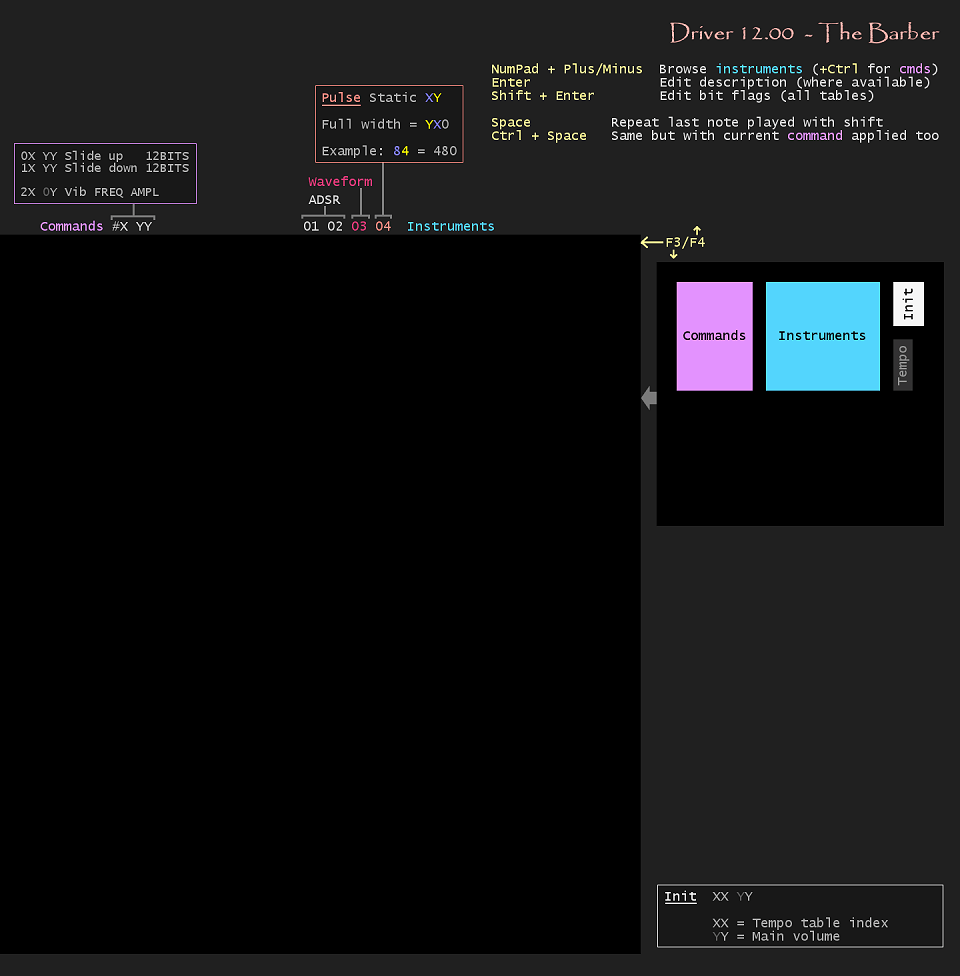 Driver 12.00 - The Barber
NumPad + Plus/Minus Browse instruments (+Ctrl for cmds)
Enter Edit description (where available)
Shift + Enter Edit bit flags (all tables)
Space Repeat last note played with shift
Ctrl + Space Same but with current command applied too
Pulse Static XY
Full width = YX0
Example: 84 = 480
0X YY Slide up 12BITS
1X YY Slide down 12BITS
2X 0Y Vib FREQ AMPL
Waveform
ADSR
Commands #X YY
01 02 03 04 Instruments
F3/F4
Commands
Instruments
Init
Tempo
Init XX YY
XX = Tempo table index
YY = Main volume